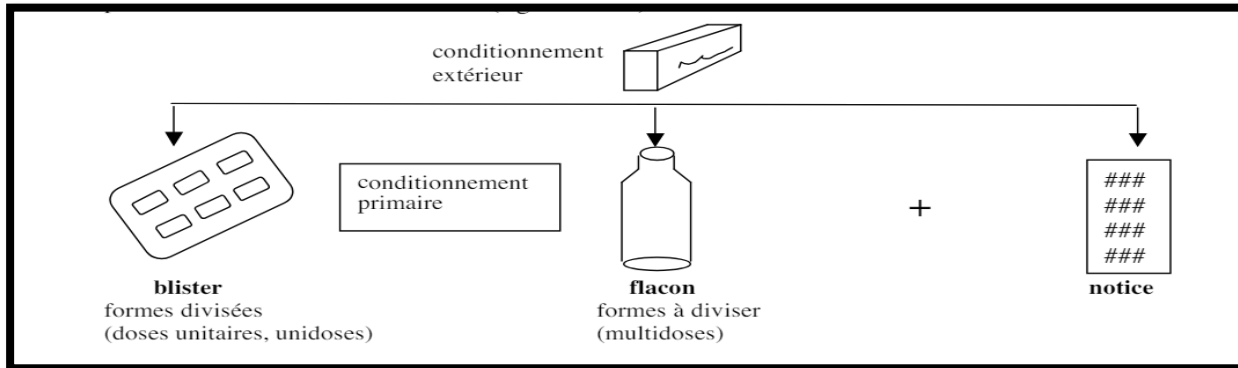 conditionnement
extérieur
conditionnement
primaire
+
###
###
###
###
blister
formes divisées
(doses unitaires, unidoses)
flacon
formes à diviser
(multidoses)
notice